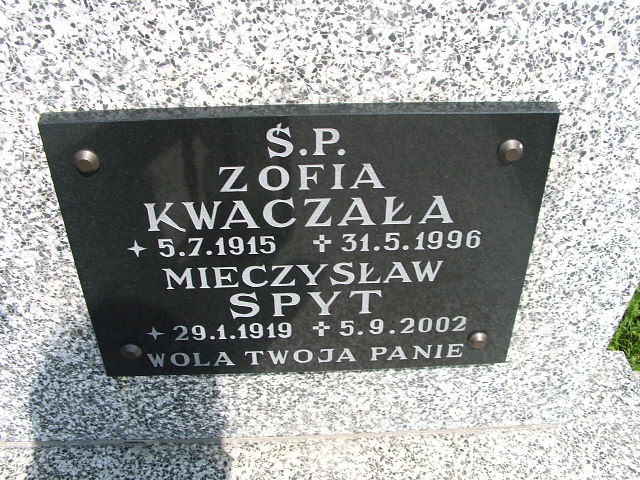 Ś.P.
ZOFIA
KWACZAŁA
✦ 5.7.1915 ✝ 31.5.1996
MIECZYSŁAW
SPYT
✦ 29.1.1919 ✝ 5.9.2002
WOLA TWOJA PANIE